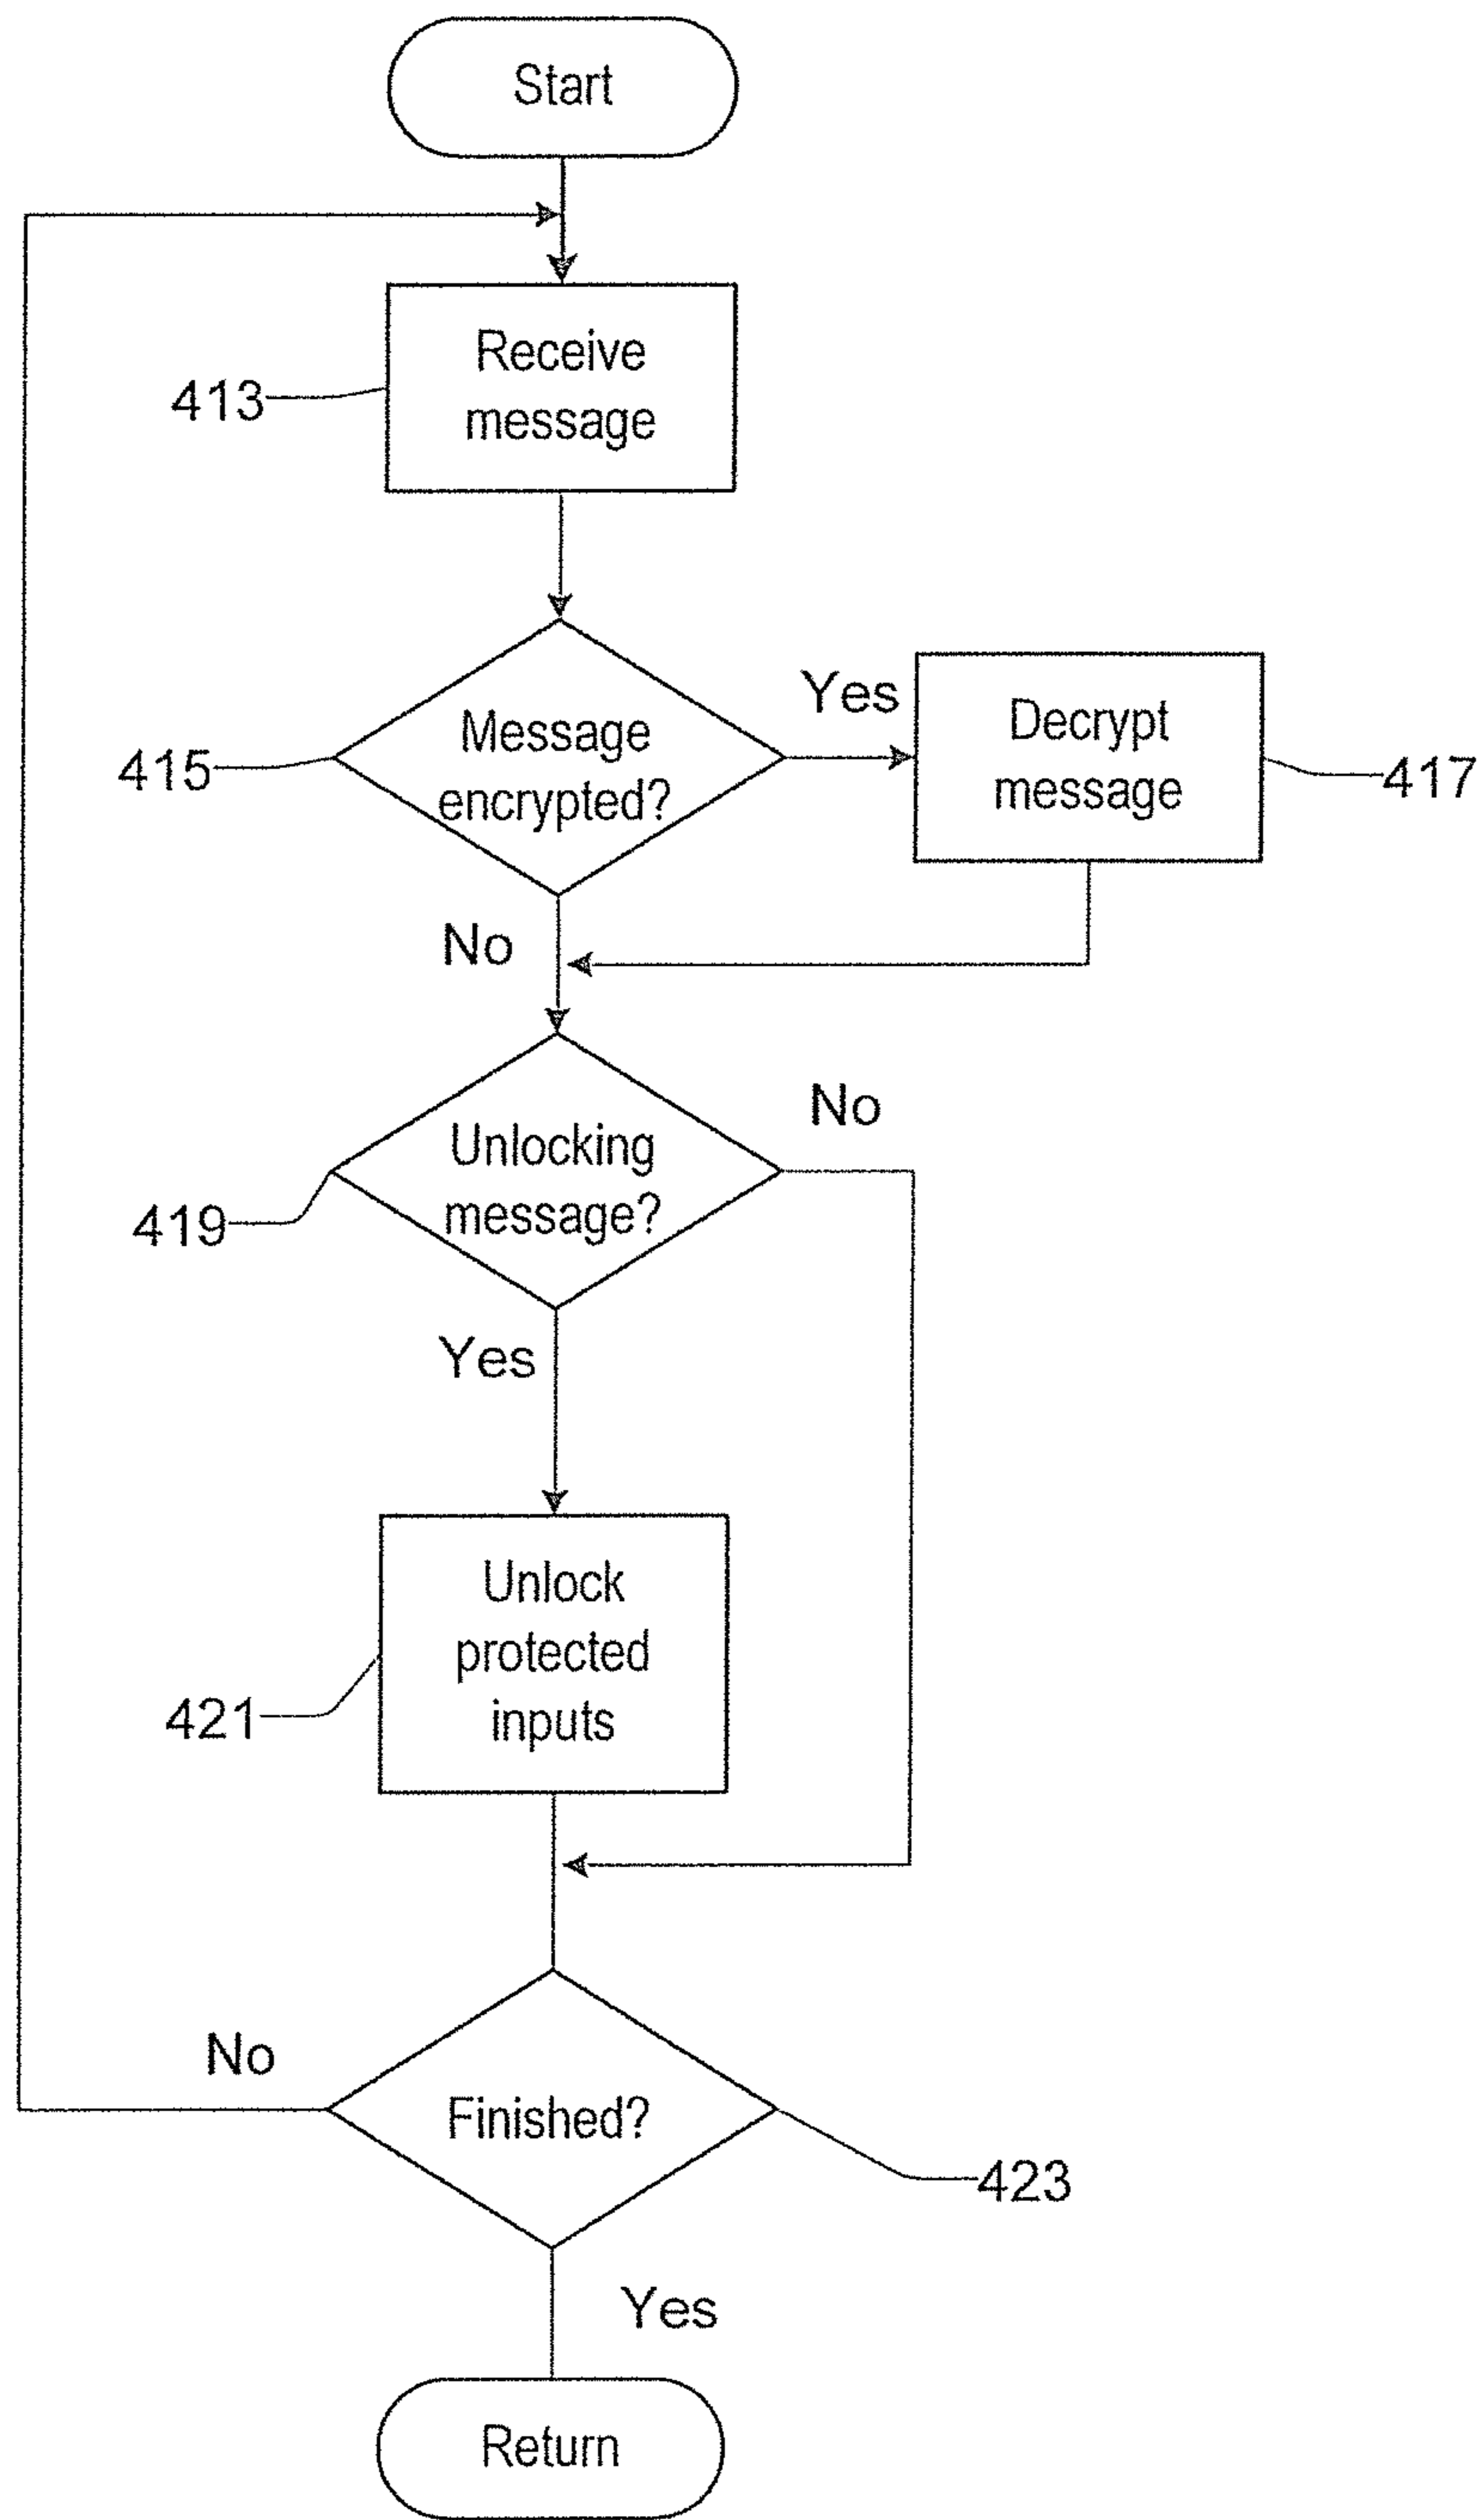 Start
Receive
message
413
Yes
Message
encrypted?
415
Decrypt
message
417
No
No
Unlocking
message?
419
Yes
Unlock
protected
inputs
421
No
Finished?
423
Yes
Return